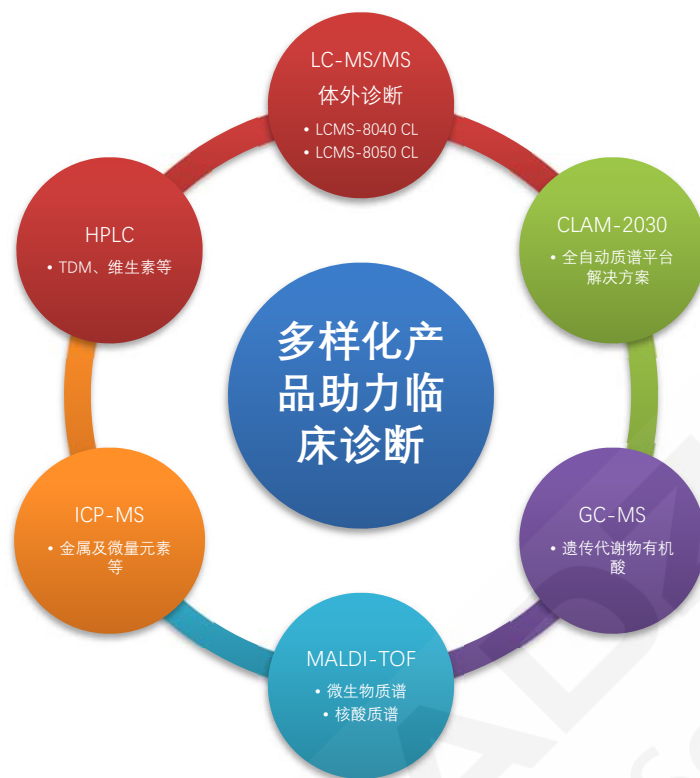 LC-MS/MS
体外诊断
• LCMS-8040 CL
• LCMS-8050 CL
CLAM-2030
• 全自动质谱平台
解决方案
GC-MS
• 遗传代谢物有机
酸
MALDI-TOF
• 微生物质谱
• 核酸质谱
ICP-MS
• 金属及微量元素
等
HPLC
• TDM、维生素等
多样化产
品助力临
床诊断